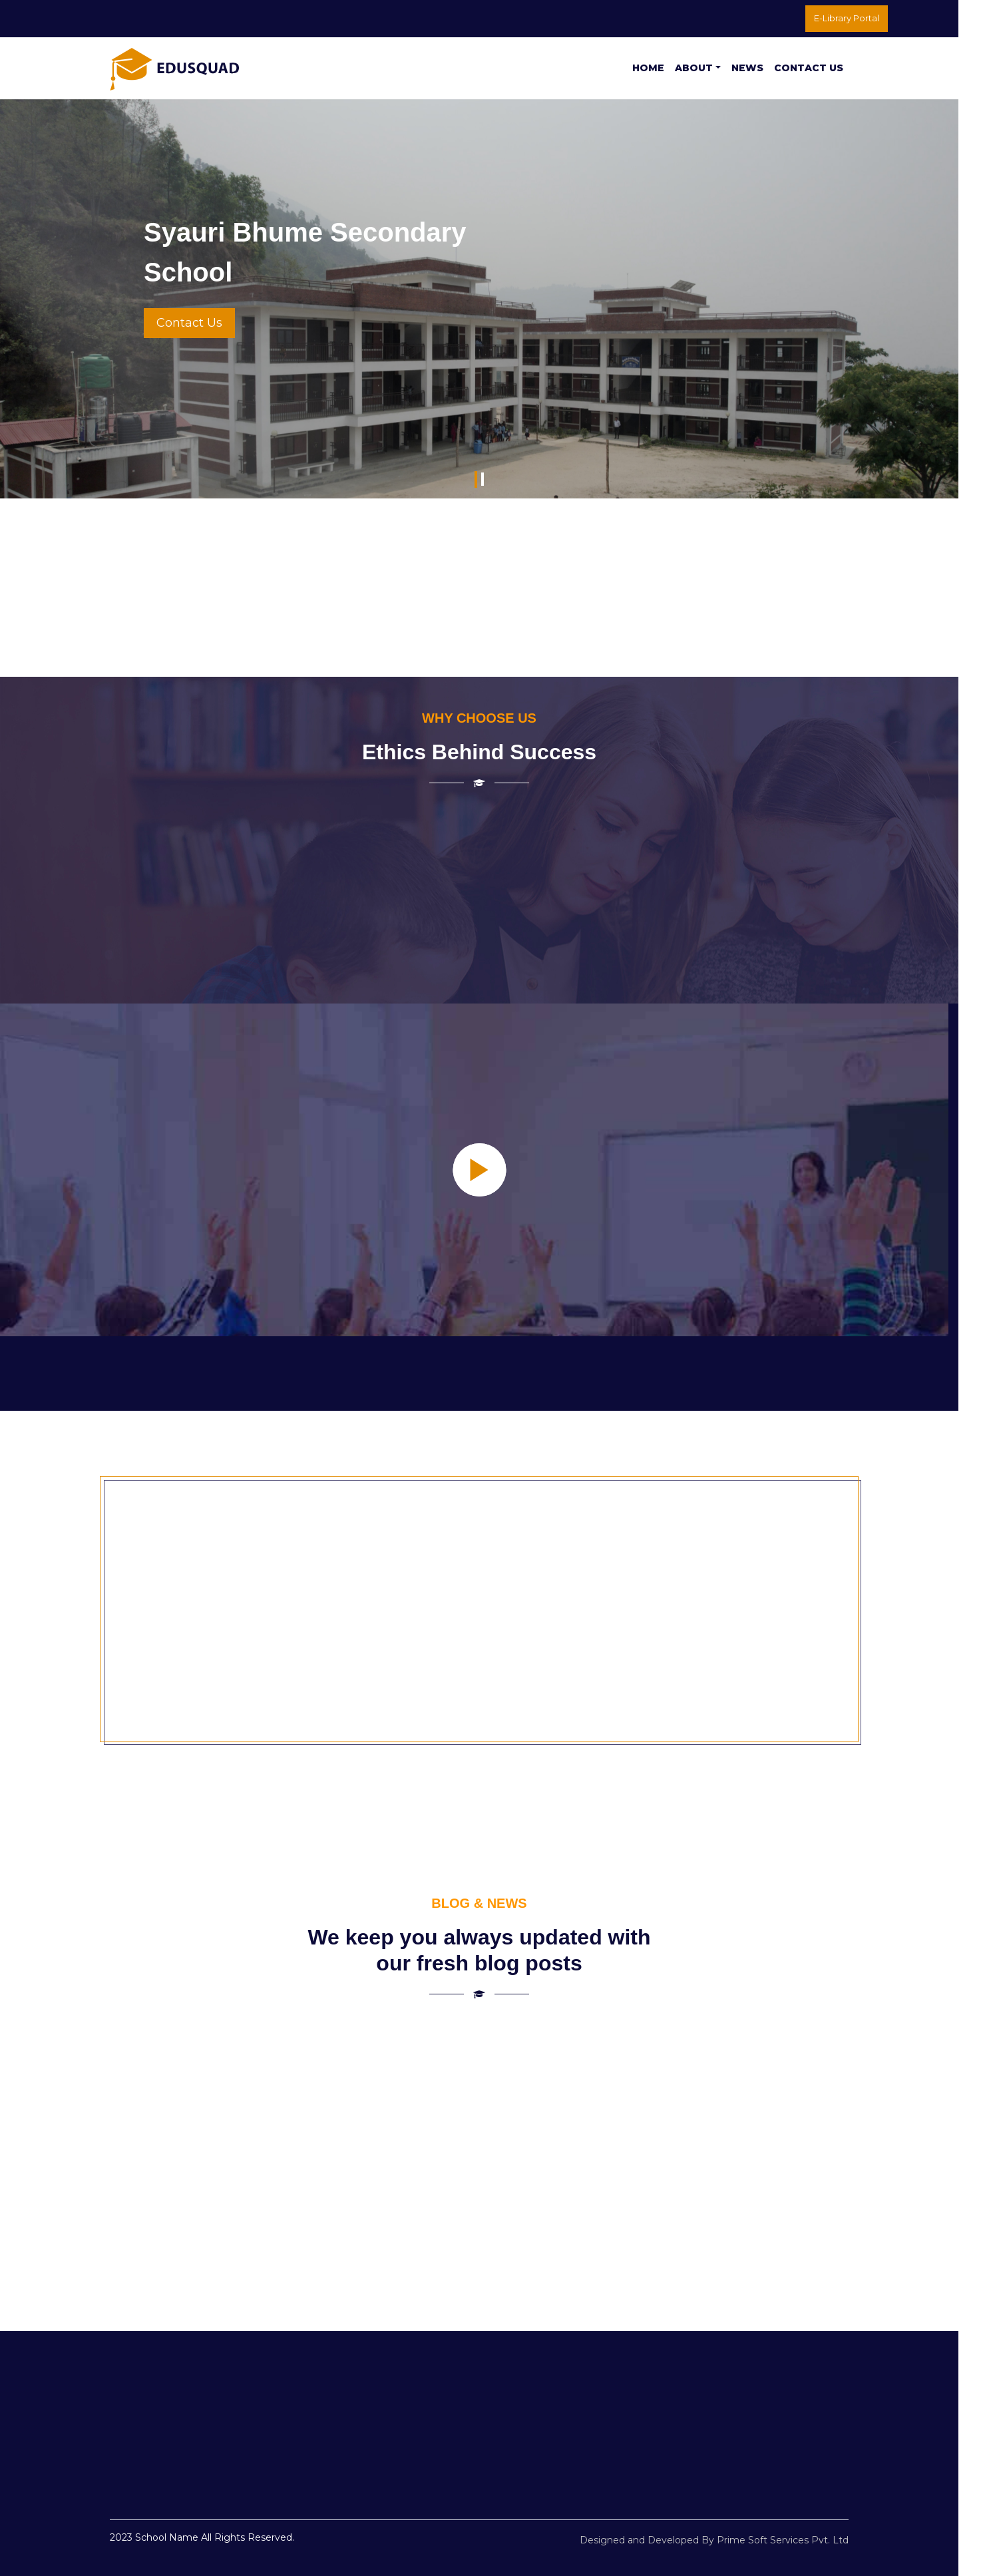 E-Library Portal
EDUSQUAD
HOME ABOUT NEWS CONTACT US
Syauri Bhume Secondary
School
Contact Us
WHY CHOOSE US
Ethics Behind Success
BLOG & NEWS
We keep you always updated with
our fresh blog posts
2023 School Name All Rights Reserved.
Designed and Developed By Prime Soft Services Pvt. Ltd